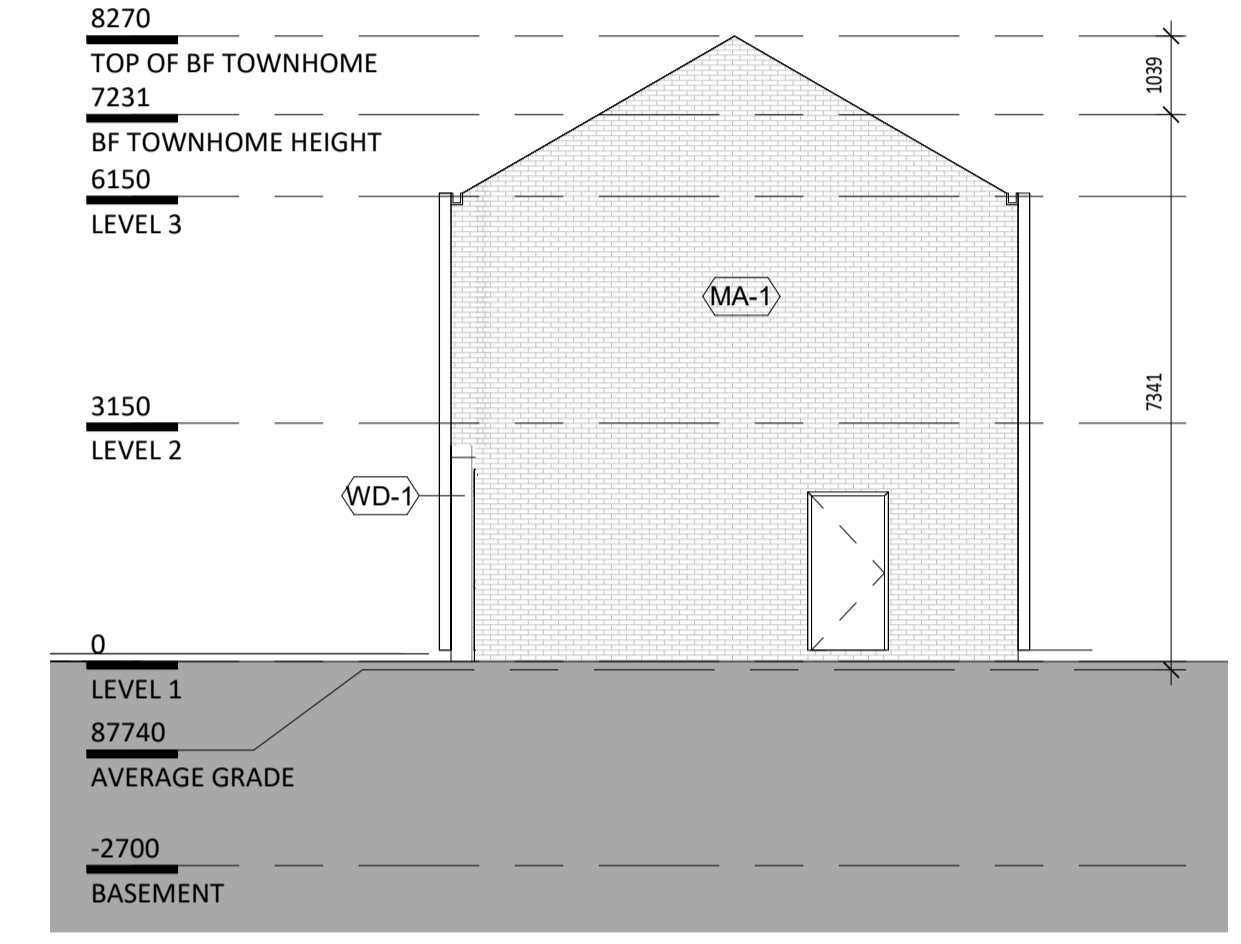 8270
TOP OF BF TOWNHOME
7231
BF TOWNHOME HEIGHT
6150
LEVEL 3
3150
LEVEL 2
0
LEVEL 1
87740
AVERAGE GRADE
-2700
BASEMENT
MA-1
WD-1
1039
7341